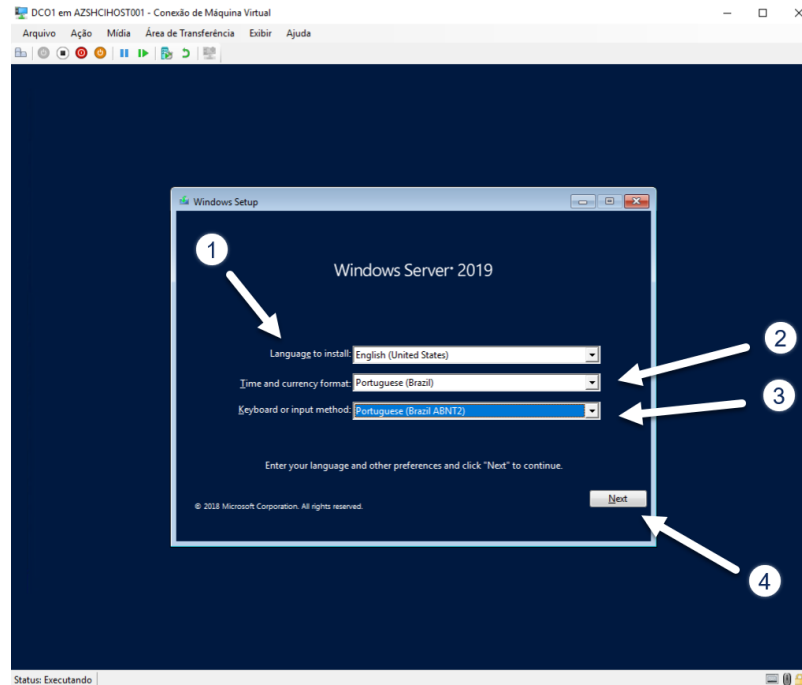 DCO1 em AZSHCIHOST001 - Conexão de Máquina Virtual
Arquivo Ação Mídia Área de Transferência Exibir Ajuda
Windows Setup
1
Windows Server 2019
2
Language to install: English (United States)
Time and currency format: Portuguese (Brazil)
3
Keyboard or input method: Portuguese (Brazil ABNT2)
Enter your language and other preferences and click "Next" to continue.
Next
© 2018 Microsoft Corporation. All rights reserved.
4
Status: Executando